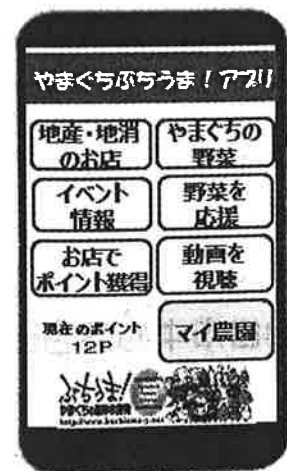 やまぐちぶちうま!アプリ
地産・地消
のお店
やまぐちの
野菜
イベント
情報
野菜を
応援
お店で
ポイント獲得
動画を
視聴
現在のポイント
12P
マイ農園
ぶちうま!